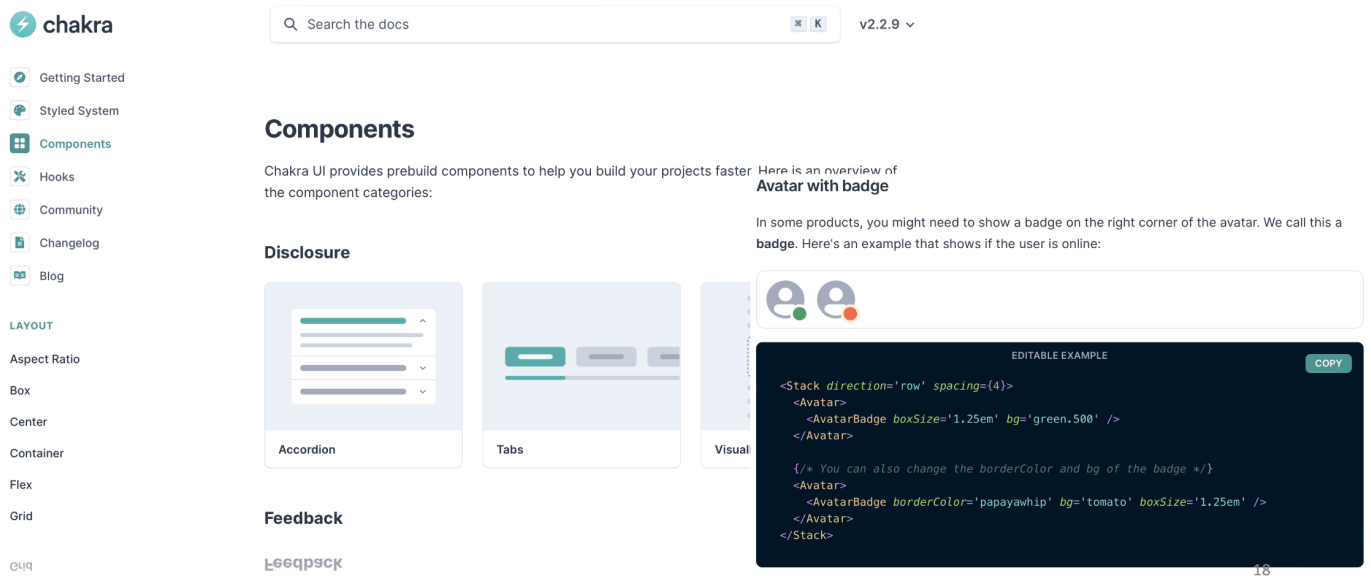 chakra
Search the docs
⌘ K
v2.2.9
Getting Started
Styled System
Components
Hooks
Community
Changelog
Blog
LAYOUT
Aspect Ratio
Box
Center
Container
Flex
Grid
Grid
Components
Chakra UI provides prebuild components to help you build your projects faster. Here is an overview of
the component categories:
Disclosure
Accordion
Tabs
Visuall
Feedback
Feedback
Avatar with badge
In some products, you might need to show a badge on the right corner of the avatar. We call this a
badge. Here's an example that shows if the user is online:
EDITABLE EXAMPLE
COPY
<Stack direction='row' spacing={4}>
<Avatar>
<AvatarBadge boxSize='1.25em' bg='green.500' />
</Avatar>
{/* You can also change the borderColor and bg of the badge */}
<Avatar>
<AvatarBadge borderColor='papayawhip' bg='tomato' boxSize='1.25em' />
</Avatar>
</Stack>
18